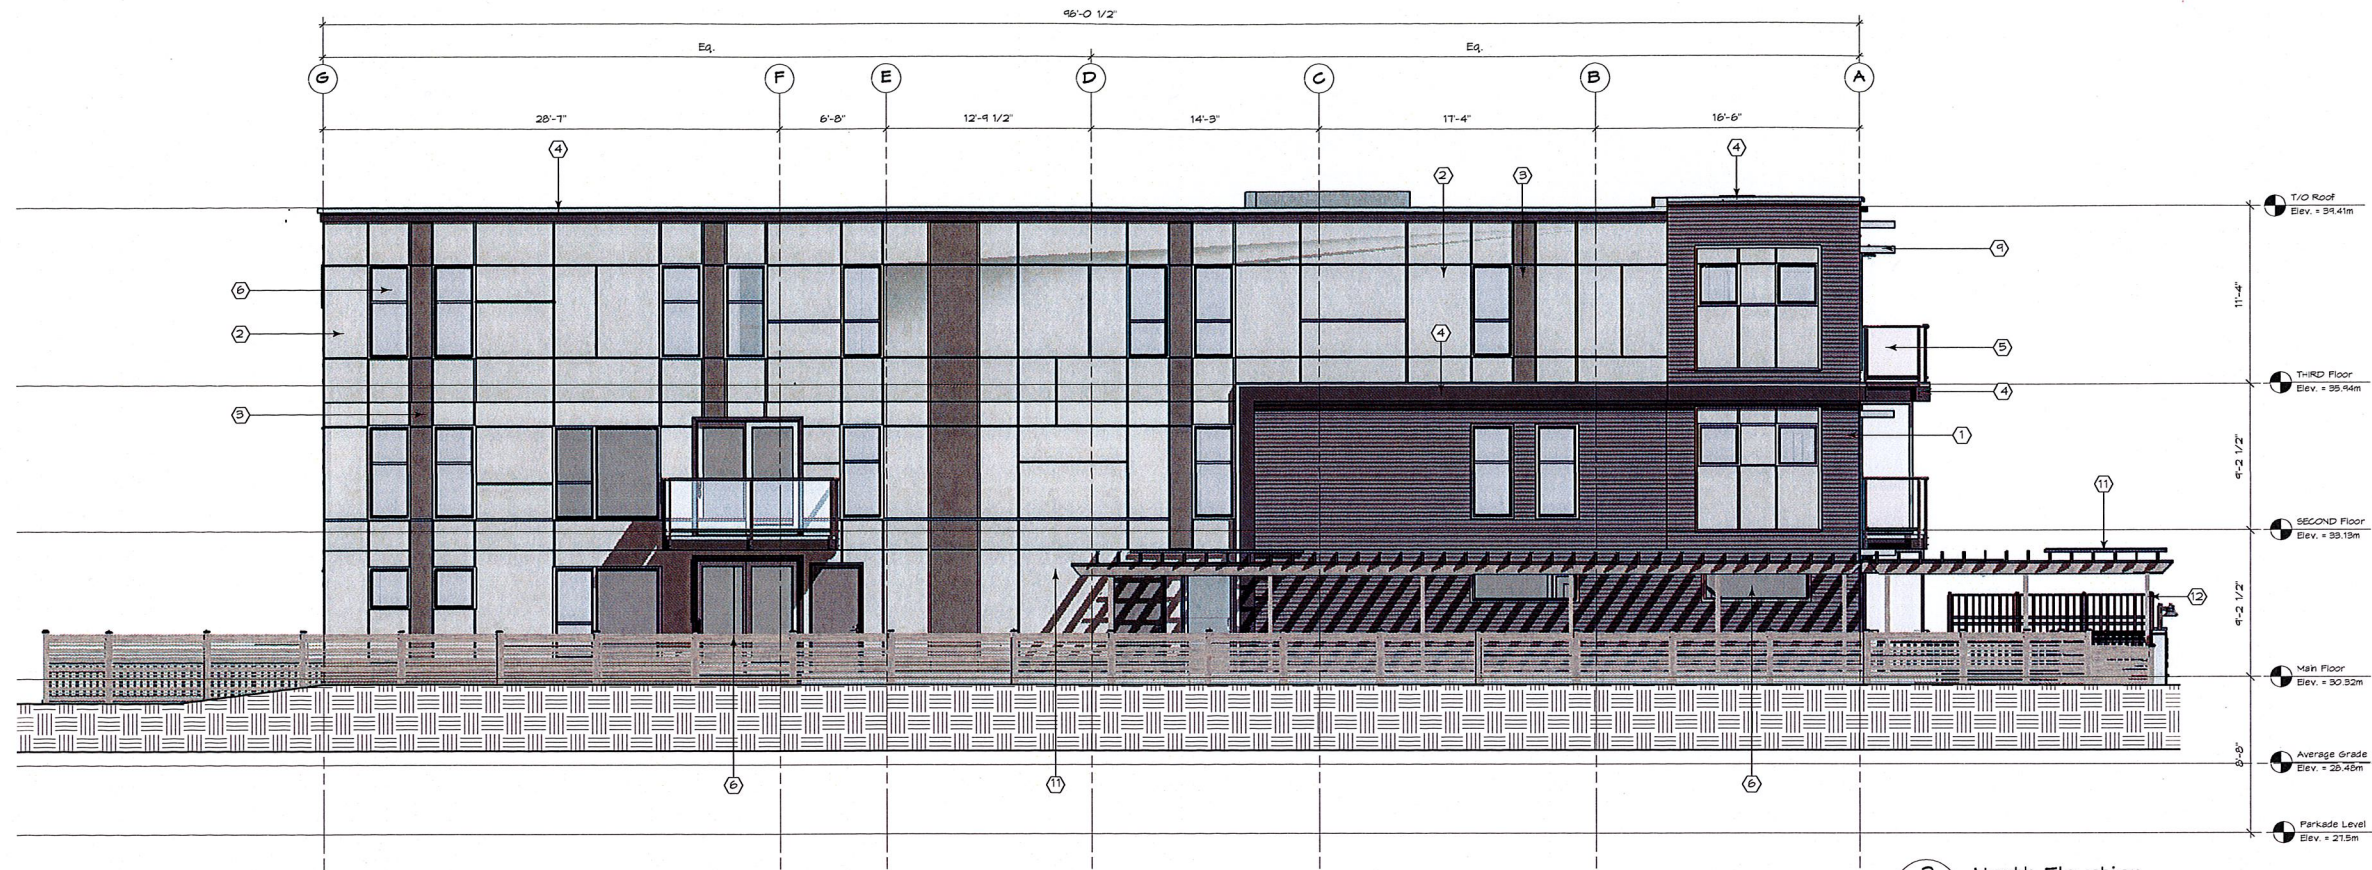 96'-0 1/2"
Eq. Eq.
G F E D C B A
28'-7" 6'-8" 12'-9 1/2" 14'-3" 17'-4" 16'-6"
4 4
2 3
T/O Roof
Elev. = 39.41m
9
6
11'-4"
2
4
5
THIRD Floor
Elev. = 35.94m
4
3
1
9'-2 1/2"
11
SECOND Floor
Elev. = 33.13m
12
9'-2 1/2"
Main Floor
Elev. = 30.32m
8'-8"
Average Grade
Elev. = 28.48m
6 11 6
Parkade Level
Elev. = 27.5m